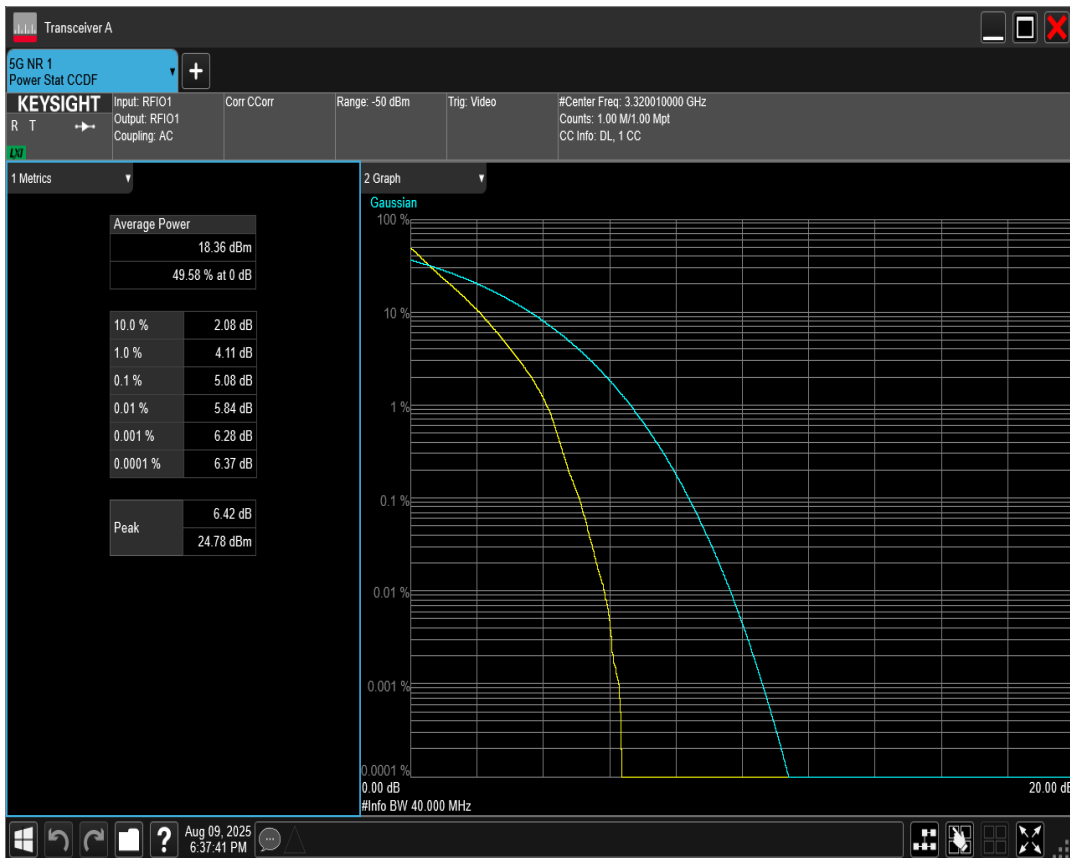 Transceiver A
5G NR 1
Power Stat CCDF
KEYSIGHT
R T
LXI
Input: RFIO1
Output: RFIO1
Coupling: AC
Corr CCorr
Range: -50 dBm
Trig: Video
#Center Freq: 3.320010000 GHz
Counts: 1.00 M/1.00 Mpt
CC Info: DL, 1 CC
1 Metrics
Average Power
18.36 dBm
49.58 % at 0 dB
10.0 % 2.08 dB
1.0 % 4.11 dB
0.1 % 5.08 dB
0.01 % 5.84 dB
0.001 % 6.28 dB
0.0001 % 6.37 dB
Peak
6.42 dB
24.78 dBm
2 Graph
Gaussian
100 %
10 %
1 %
0.1 %
0.01 %
0.001 %
0.0001 %
0.00 dB 20.00 dB
#Info BW 40.000 MHz
?
Aug 09, 2025
6:37:41 PM